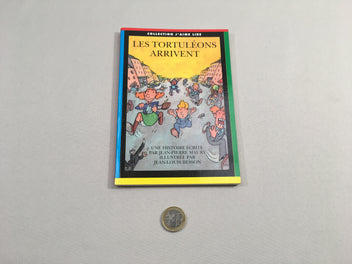 COLLECTION J'AIME LIRE
LES TORTULÉONS
ARRIVENT
UNE HISTOIRE ÉCRITE
PAR JEAN-PIERRE MAURY
ILLUSTRÉE PAR
JEAN-LOUIS BESSON